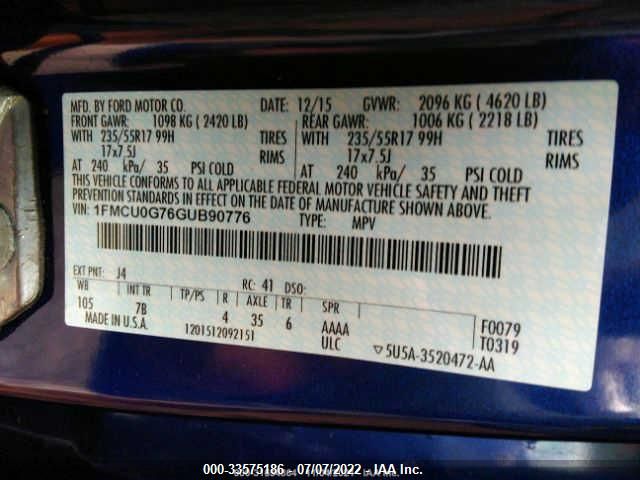 MFD. BY FORD MOTOR CO. DATE: 12/15 GVWR: 2096 KG ( 4620 LB)
FRONT GAWR: 1098 KG ( 2420 LB) REAR GAWR: 1006 KG ( 2218 LB)
WITH 235/55R17 99H TIRES WITH 235/55R17 99H TIRES
17x7.5J RIMS 17x7.5J RIMS
AT 240 kPa/ 35 PSI COLD AT 240 kPa/ 35 PSI COLD
THIS VEHICLE CONFORMS TO ALL APPLICABLE FEDERAL MOTOR VEHICLE SAFETY AND THEFT
PREVENTION STANDARDS IN EFFECT ON THE DATE OF MANUFACTURE SHOWN ABOVE.
VIN: 1FMCU0G76GUB90776 TYPE: MPV
EXT PNT: J4 RC: 41 DSO:
WB INT TR TP/PS R AXLE TR SPR
105 7B 4 35 6 AAAA F0079
MADE IN U.S.A. 1201512092151 ULC T0319
5U5A-3520472-AA
000-33575186 - 07/07/2022 - IAA Inc.